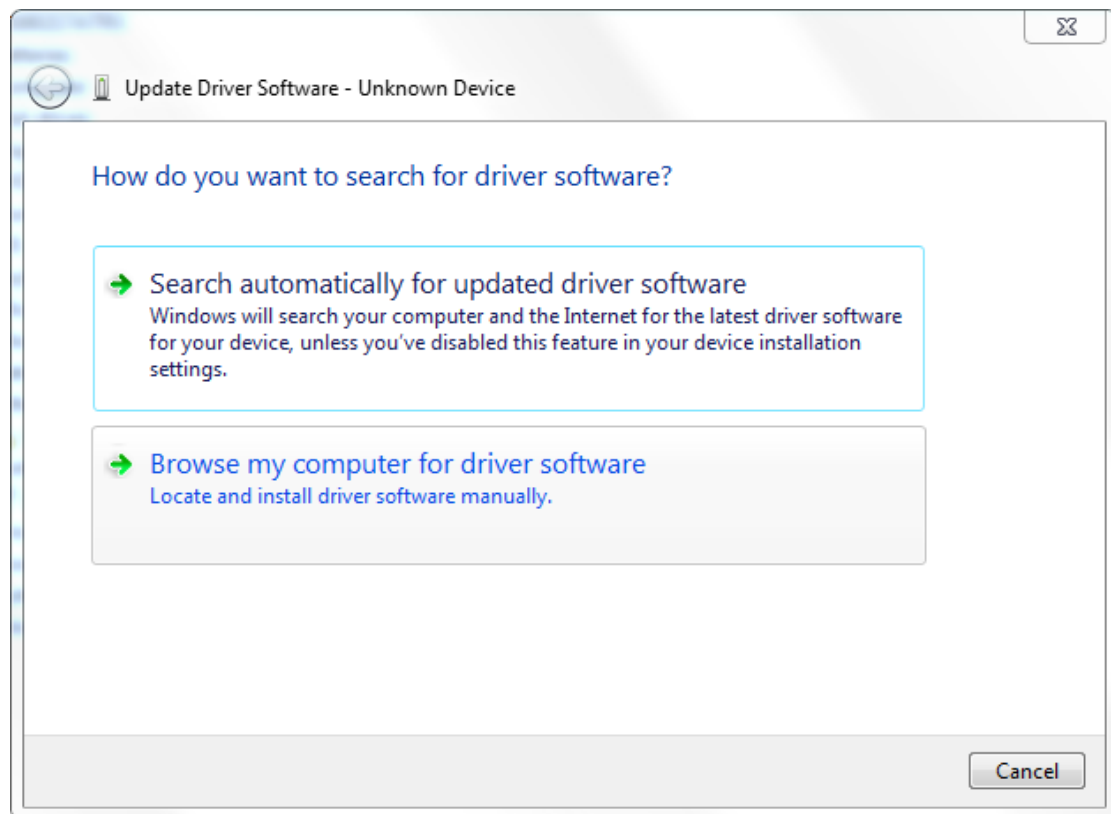 Update Driver Software - Unknown Device
How do you want to search for driver software?
Search automatically for updated driver software
Windows will search your computer and the Internet for the latest driver software
for your device, unless you've disabled this feature in your device installation
settings.
Browse my computer for driver software
Locate and install driver software manually.
Cancel